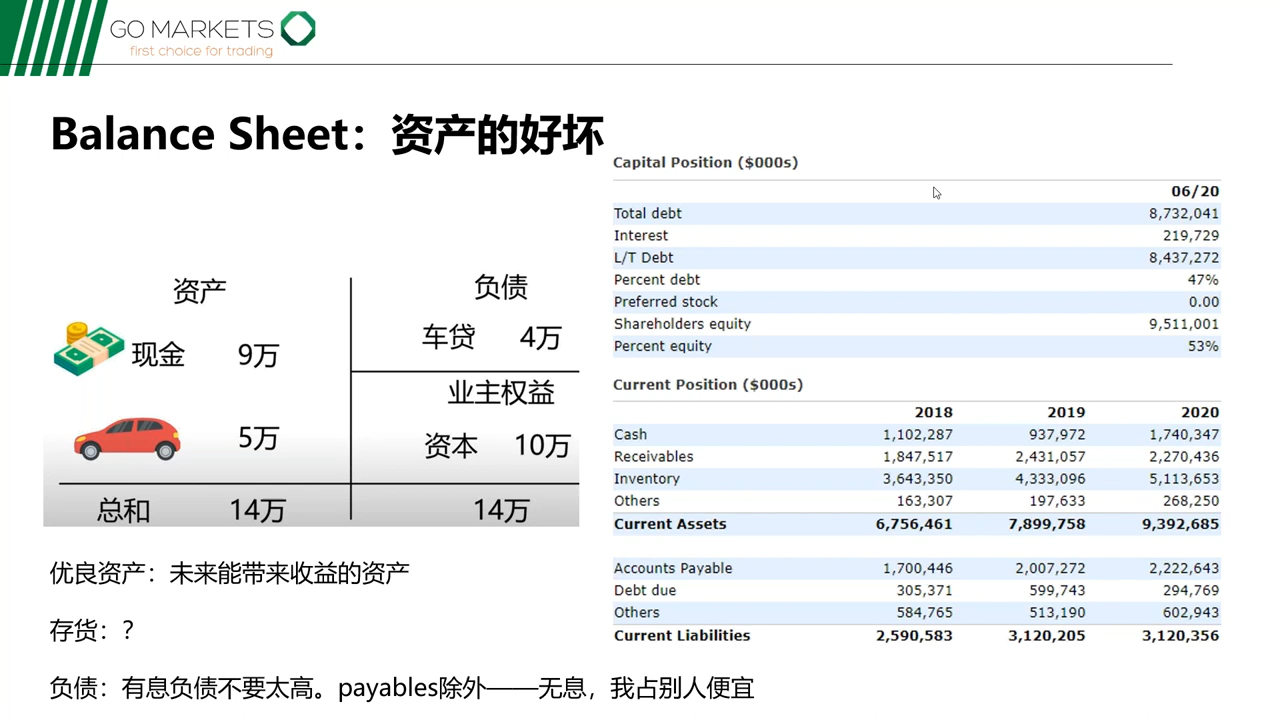 GO MARKETS
first choice for trading
Balance Sheet：资产的好坏
资产
负债
现金 9万
车贷 4万
业主权益
5万
资本 10万
总和 14万
14万
优良资产：未来能带来收益的资产
存货：?
负债：有息负债不要太高。payables除外——无息，我占别人便宜
Capital Position ($000s)
06/20
Total debt 8,732,041
Interest 219,729
L/T Debt 8,437,272
Percent debt 47%
Preferred stock 0.00
Shareholders equity 9,511,001
Percent equity 53%
Current Position ($000s)
2018 2019 2020
Cash 1,102,287 937,972 1,740,347
Receivables 1,847,517 2,431,057 2,270,436
Inventory 3,643,350 4,333,096 5,113,653
Others 163,307 197,633 268,250
Current Assets 6,756,461 7,899,758 9,392,685
Accounts Payable 1,700,446 2,007,272 2,222,643
Debt due 305,371 599,743 294,769
Others 584,765 513,190 602,943
Current Liabilities 2,590,583 3,120,205 3,120,356